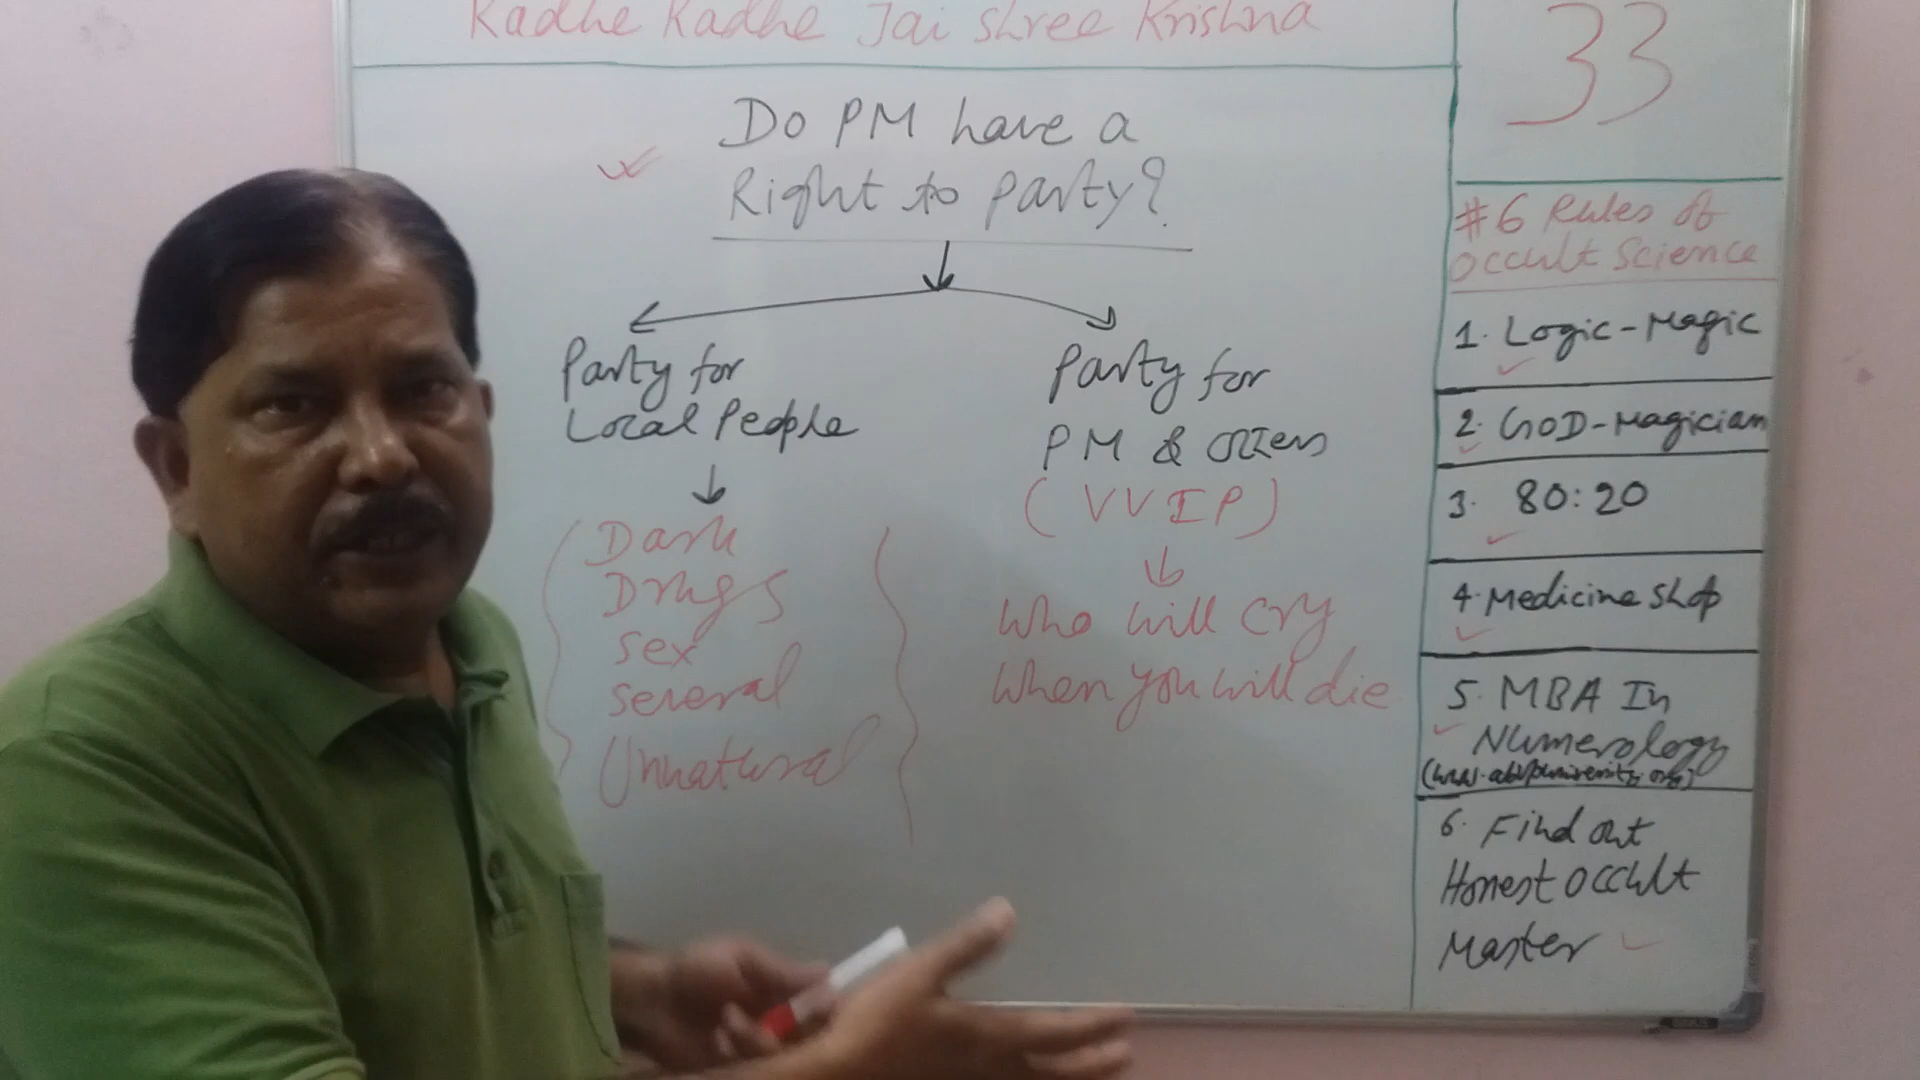 Radhe Radhe Jai Shree Krishna
33
Do PM have a
Right to party?
Party for
Local People
Dark
Drugs
Sex
Several
Unnatural
Party for
PM & Others
(VVIP)
Who will cry
When you will die
#6 Rules of
Occult Science
1. Logic-Magic
2. GOD-Magician
3. 80:20
4. Medicine Shop
5. MBA In
Numerology
6. Find out
Honest Occult
Master